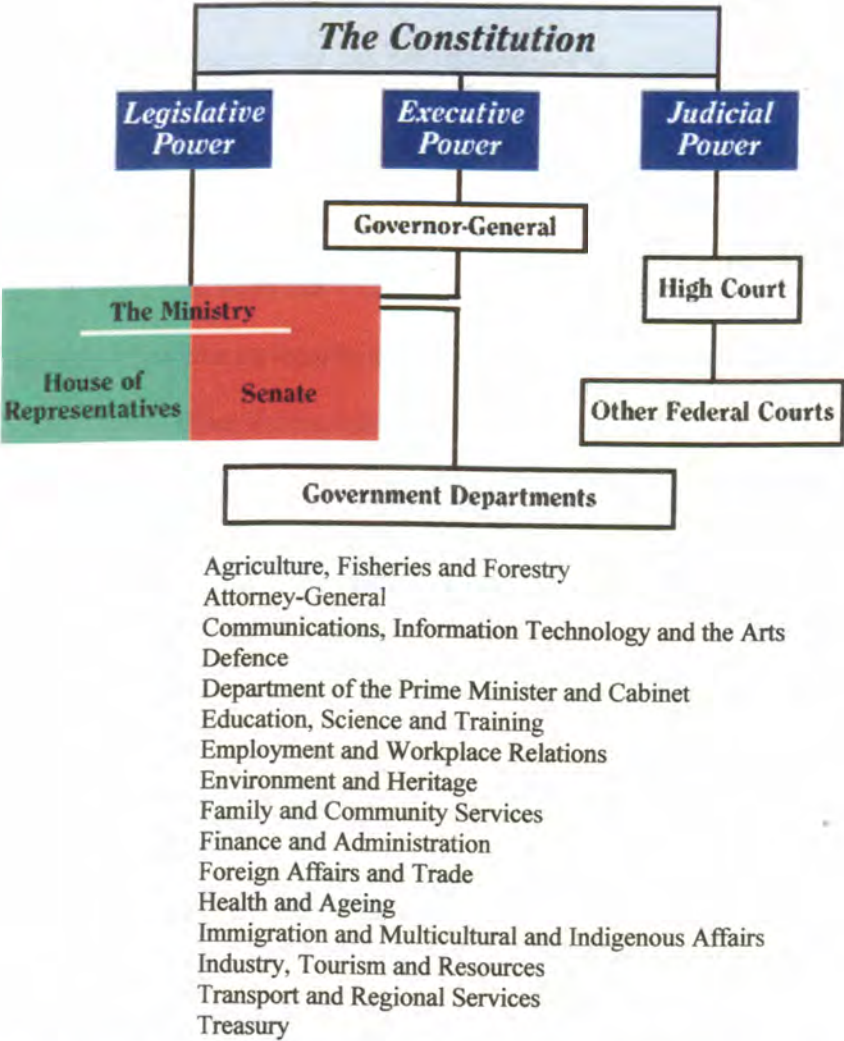 The Constitution
Legislative
Power
Executive
Power
Judicial
Power
Governor-General
The Ministry
House of
Representatives
Senate
High Court
Other Federal Courts
Government Departments
Agriculture, Fisheries and Forestry
Attorney-General
Communications, Information Technology and the Arts
Defence
Department of the Prime Minister and Cabinet
Education, Science and Training
Employment and Workplace Relations
Environment and Heritage
Family and Community Services
Finance and Administration
Foreign Affairs and Trade
Health and Ageing
Immigration and Multicultural and Indigenous Affairs
Industry, Tourism and Resources
Transport and Regional Services
Treasury